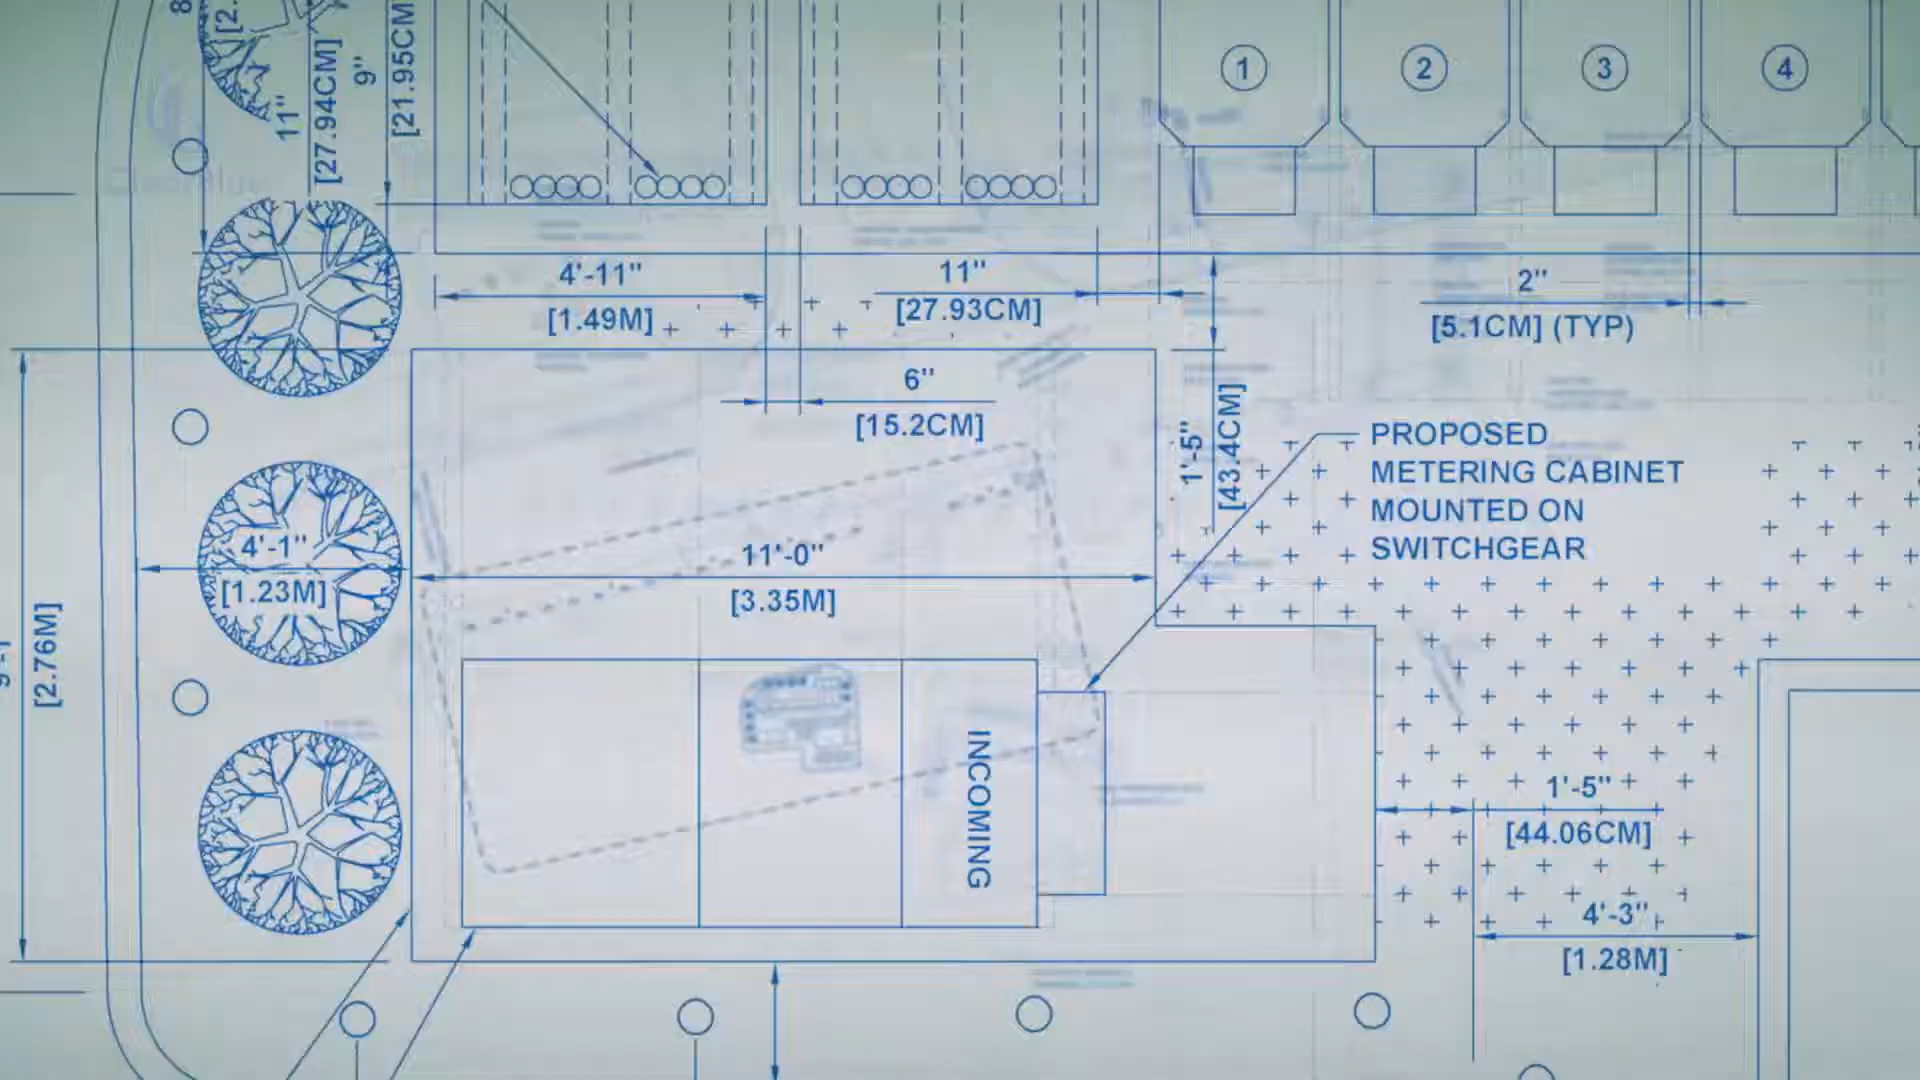 11"
[27.94CM]
9"
[21.95CM
1
2
3
4
4'-11"
[1.49M]
11"
[27.93CM]
2"
[5.1CM] (TYP)
6"
[15.2CM]
1'-5"
[43.4CM]
PROPOSED
METERING CABINET
MOUNTED ON
SWITCHGEAR
4'-1"
[1.23M]
11'-0"
[3.35M]
[2.76M]
INCOMING
1'-5"
[44.06CM]
4'-3"
[1.28M]